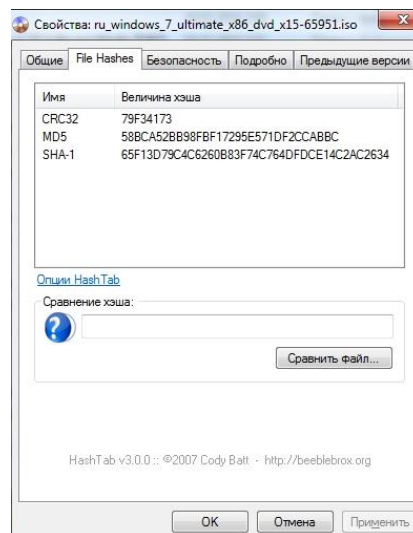 Свойства: ru_windows_7_ultimate_x86_dvd_x15-65951.iso
Общие File Hashes Безопасность Подробно Предыдущие версии
Имя Величина хэша
CRC32 79F34173
MD5 58BCA52BB98FBF17295E571DF2CCABBC
SHA-1 65F13D79C4C6260B83F74C764DFDCE14C2AC2634
Опции HashTab
Сравнение хэша:
Сравнить файл...
HashTab v3.0.0 :: ©2007 Cody Batt - http://beeblebrox.org
OK Отмена Применить